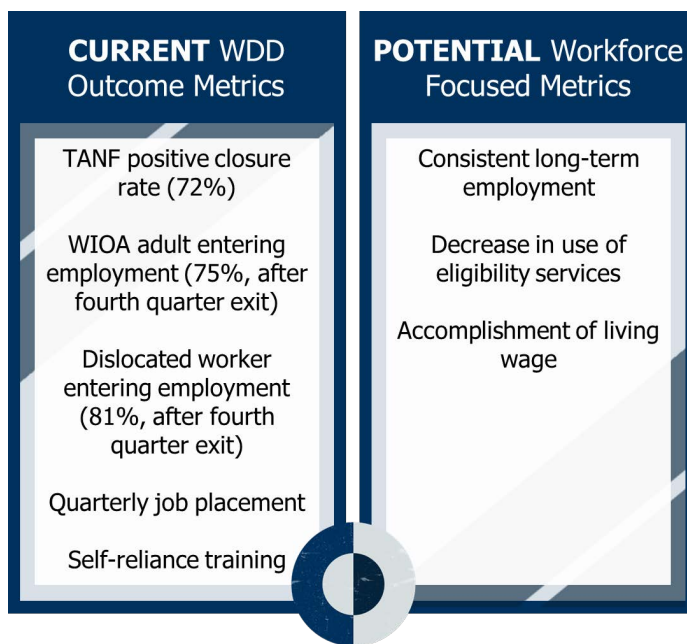 CURRENT WDD
Outcome Metrics
TANF positive closure
rate (72%)
WIOA adult entering
employment (75%, after
fourth quarter exit)
Dislocated worker
entering employment
(81%, after fourth
quarter exit)
Quarterly job placement
Self-reliance training
POTENTIAL Workforce
Focused Metrics
Consistent long-term
employment
Decrease in use of
eligibility services
Accomplishment of living
wage